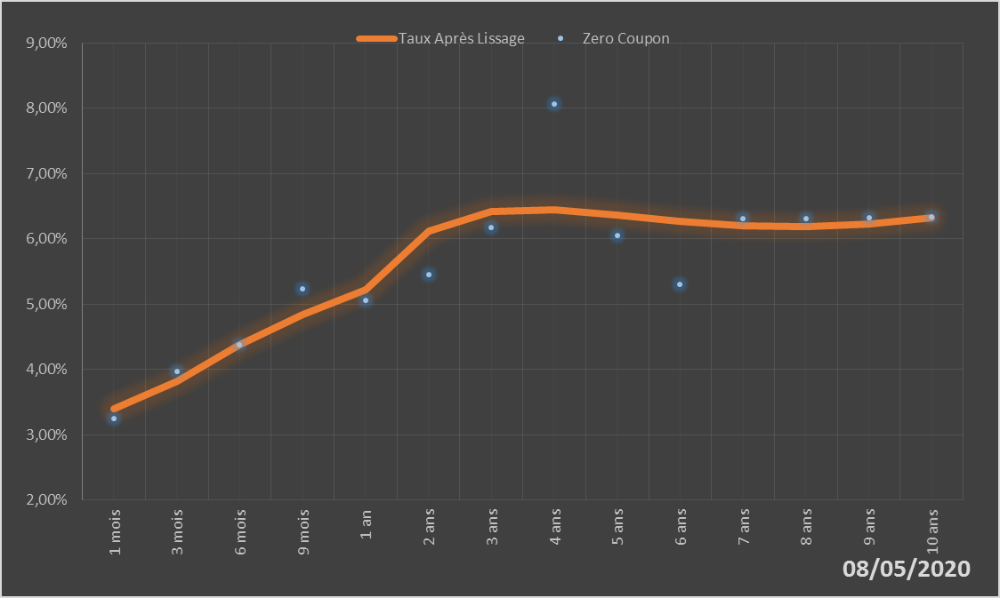 Taux Après Lissage
Zero Coupon
9,00%
8,00%
7,00%
6,00%
5,00%
4,00%
3,00%
2,00%
1 mois
3 mois
6 mois
9 mois
1 an
2 ans
3 ans
4 ans
5 ans
6 ans
7 ans
8 ans
9 ans
10 ans
08/05/2020